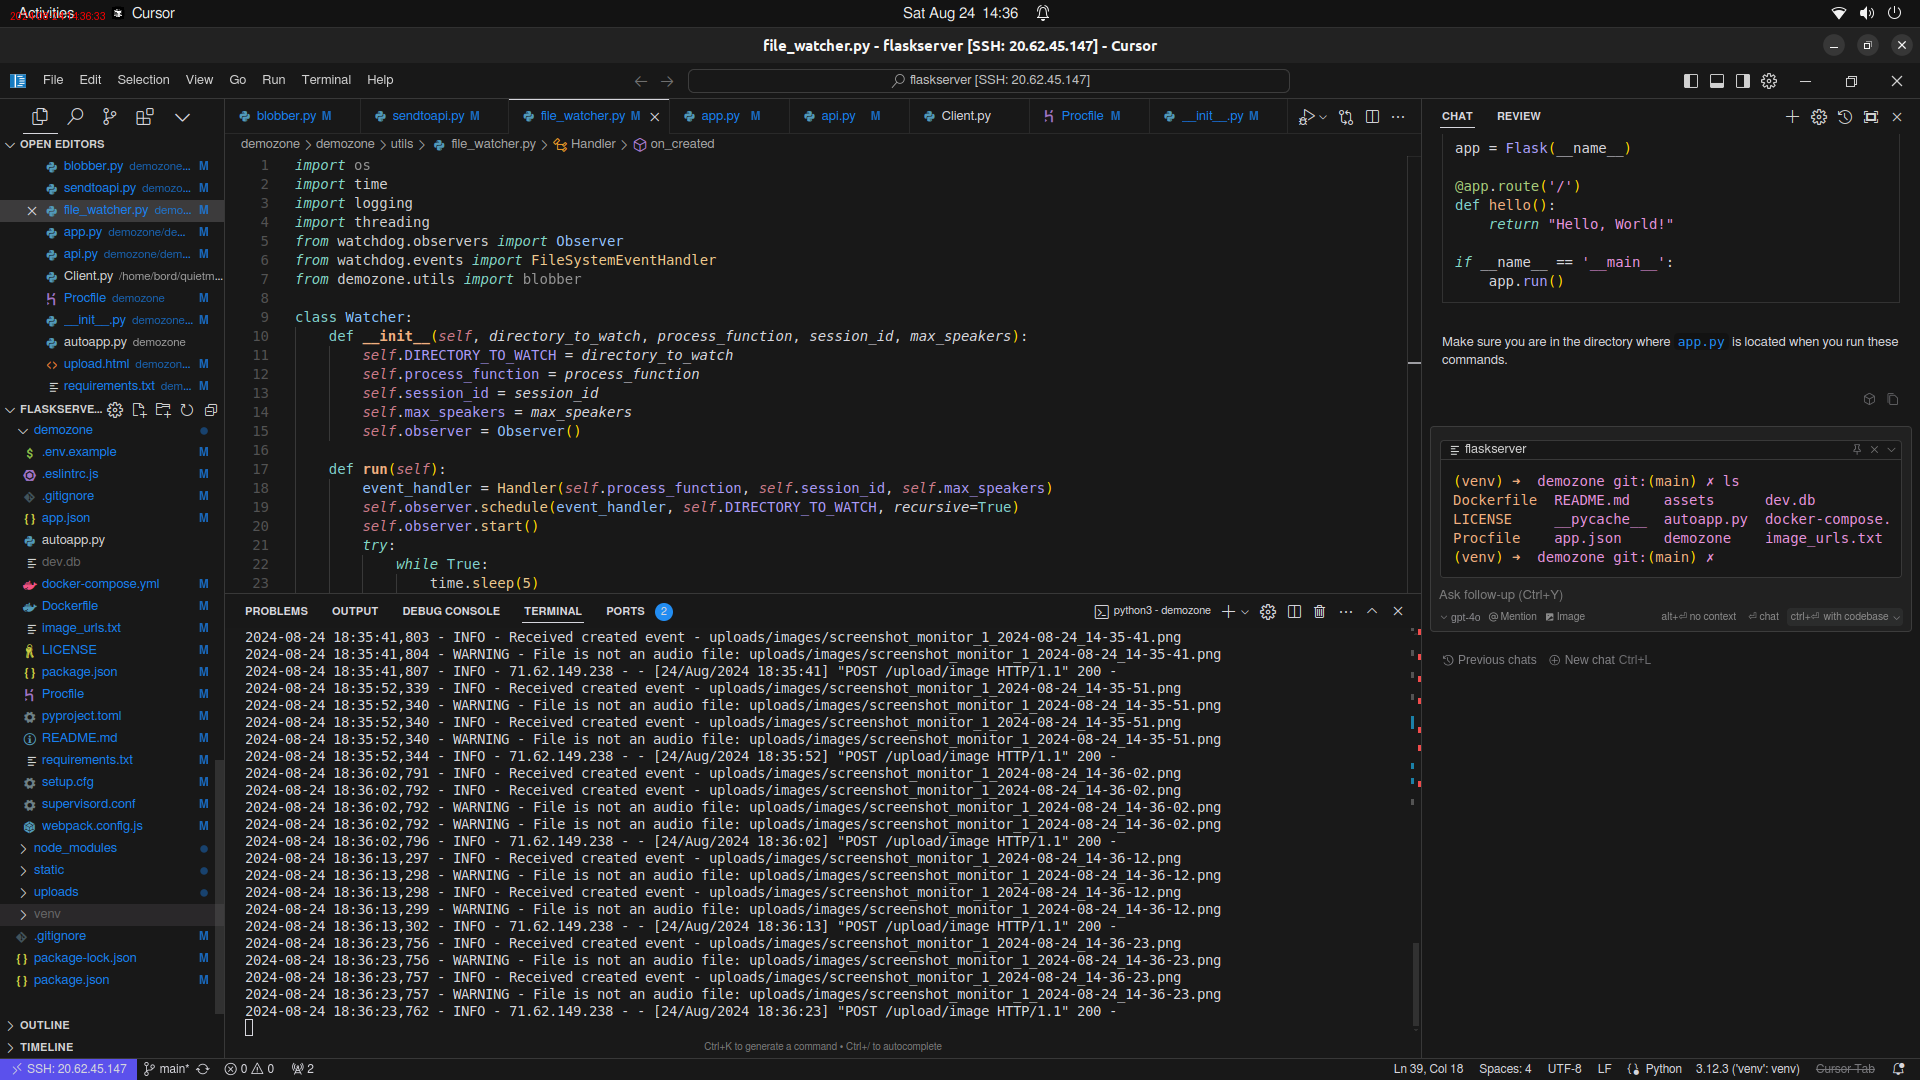 Activities
Cursor
Sat Aug 24 14:36
file_watcher.py - flaskserver [SSH: 20.62.45.147] - Cursor
File Edit Selection View Go Run Terminal Help
flaskserver [SSH: 20.62.45.147]
blobber.py M
sendtoapi.py M
file_watcher.py M
app.py M
api.py M
Client.py
Procfile M
__init__.py M
demozone > demozone > utils > file_watcher.py > Handler > on_created
OPEN EDITORS
blobber.py demozone... M
sendtoapi.py demozo... M
file_watcher.py demo... M
app.py demozone/de... M
api.py demozone/dem... M
Client.py /home/bord/quietm...
Procfile demozone M
__init__.py demozone... M
autoapp.py demozone
upload.html demozon... M
requirements.txt dem... M
FLASKSERVE...
demozone
.env.example M
.eslintrc.js M
.gitignore M
app.json M
autoapp.py
dev.db
docker-compose.yml M
Dockerfile M
image_urls.txt M
LICENSE M
package.json M
Procfile M
pyproject.toml M
README.md M
requirements.txt M
setup.cfg M
supervisord.conf M
webpack.config.js M
node_modules
static
uploads
venv
.gitignore M
package-lock.json M
package.json M
OUTLINE
TIMELINE
1 import os
2 import time
3 import logging
4 import threading
5 from watchdog.observers import Observer
6 from watchdog.events import FileSystemEventHandler
7 from demozone.utils import blobber
8
9 class Watcher:
10 def __init__(self, directory_to_watch, process_function, session_id, max_speakers):
11 self.DIRECTORY_TO_WATCH = directory_to_watch
12 self.process_function = process_function
13 self.session_id = session_id
14 self.max_speakers = max_speakers
15 self.observer = Observer()
16
17 def run(self):
18 event_handler = Handler(self.process_function, self.session_id, self.max_speakers)
19 self.observer.schedule(event_handler, self.DIRECTORY_TO_WATCH, recursive=True)
20 self.observer.start()
21 try:
22 while True:
23 time.sleep(5)
PROBLEMS OUTPUT DEBUG CONSOLE TERMINAL PORTS 2
python3 - demozone
2024-08-24 18:35:41,803 - INFO - Received created event - uploads/images/screenshot_monitor_1_2024-08-24_14-35-41.png
2024-08-24 18:35:41,804 - WARNING - File is not an audio file: uploads/images/screenshot_monitor_1_2024-08-24_14-35-41.png
2024-08-24 18:35:41,807 - INFO - 71.62.149.238 - - [24/Aug/2024 18:35:41] "POST /upload/image HTTP/1.1" 200 -
2024-08-24 18:35:52,339 - INFO - Received created event - uploads/images/screenshot_monitor_1_2024-08-24_14-35-51.png
2024-08-24 18:35:52,340 - WARNING - File is not an audio file: uploads/images/screenshot_monitor_1_2024-08-24_14-35-51.png
2024-08-24 18:35:52,340 - INFO - Received created event - uploads/images/screenshot_monitor_1_2024-08-24_14-35-51.png
2024-08-24 18:35:52,340 - WARNING - File is not an audio file: uploads/images/screenshot_monitor_1_2024-08-24_14-35-51.png
2024-08-24 18:35:52,344 - INFO - 71.62.149.238 - - [24/Aug/2024 18:35:52] "POST /upload/image HTTP/1.1" 200 -
2024-08-24 18:36:02,791 - INFO - Received created event - uploads/images/screenshot_monitor_1_2024-08-24_14-36-02.png
2024-08-24 18:36:02,792 - INFO - Received created event - uploads/images/screenshot_monitor_1_2024-08-24_14-36-02.png
2024-08-24 18:36:02,792 - WARNING - File is not an audio file: uploads/images/screenshot_monitor_1_2024-08-24_14-36-02.png
2024-08-24 18:36:02,792 - WARNING - File is not an audio file: uploads/images/screenshot_monitor_1_2024-08-24_14-36-02.png
2024-08-24 18:36:02,796 - INFO - 71.62.149.238 - - [24/Aug/2024 18:36:02] "POST /upload/image HTTP/1.1" 200 -
2024-08-24 18:36:13,297 - INFO - Received created event - uploads/images/screenshot_monitor_1_2024-08-24_14-36-12.png
2024-08-24 18:36:13,298 - WARNING - File is not an audio file: uploads/images/screenshot_monitor_1_2024-08-24_14-36-12.png
2024-08-24 18:36:13,298 - INFO - Received created event - uploads/images/screenshot_monitor_1_2024-08-24_14-36-12.png
2024-08-24 18:36:13,299 - WARNING - File is not an audio file: uploads/images/screenshot_monitor_1_2024-08-24_14-36-12.png
2024-08-24 18:36:13,302 - INFO - 71.62.149.238 - - [24/Aug/2024 18:36:13] "POST /upload/image HTTP/1.1" 200 -
2024-08-24 18:36:23,756 - INFO - Received created event - uploads/images/screenshot_monitor_1_2024-08-24_14-36-23.png
2024-08-24 18:36:23,756 - WARNING - File is not an audio file: uploads/images/screenshot_monitor_1_2024-08-24_14-36-23.png
2024-08-24 18:36:23,757 - INFO - Received created event - uploads/images/screenshot_monitor_1_2024-08-24_14-36-23.png
2024-08-24 18:36:23,757 - WARNING - File is not an audio file: uploads/images/screenshot_monitor_1_2024-08-24_14-36-23.png
2024-08-24 18:36:23,762 - INFO - 71.62.149.238 - - [24/Aug/2024 18:36:23] "POST /upload/image HTTP/1.1" 200 -
Ctrl+K to generate a command • Ctrl+/ to autocomplete
CHAT REVIEW
app = Flask(__name__)
@app.route('/')
def hello():
return "Hello, World!"
if __name__ == '__main__':
app.run()
Make sure you are in the directory where app.py is located when you run these
commands.
flaskserver
(venv) ➜ demozone git:(main) ✗ ls
Dockerfile README.md assets dev.db
LICENSE __pycache__ autoapp.py docker-compose.
Procfile app.json demozone image_urls.txt
(venv) ➜ demozone git:(main) ✗
Ask follow-up (Ctrl+Y)
gpt-4o @ Mention Image alt+⏎ no context ⏎ chat ctrl+⏎ with codebase
Previous chats New chat Ctrl+L
SSH: 20.62.45.147 main* 0 0 2
Ln 39, Col 18 Spaces: 4 UTF-8 LF Python 3.12.3 ('venv': venv) Cursor Tab